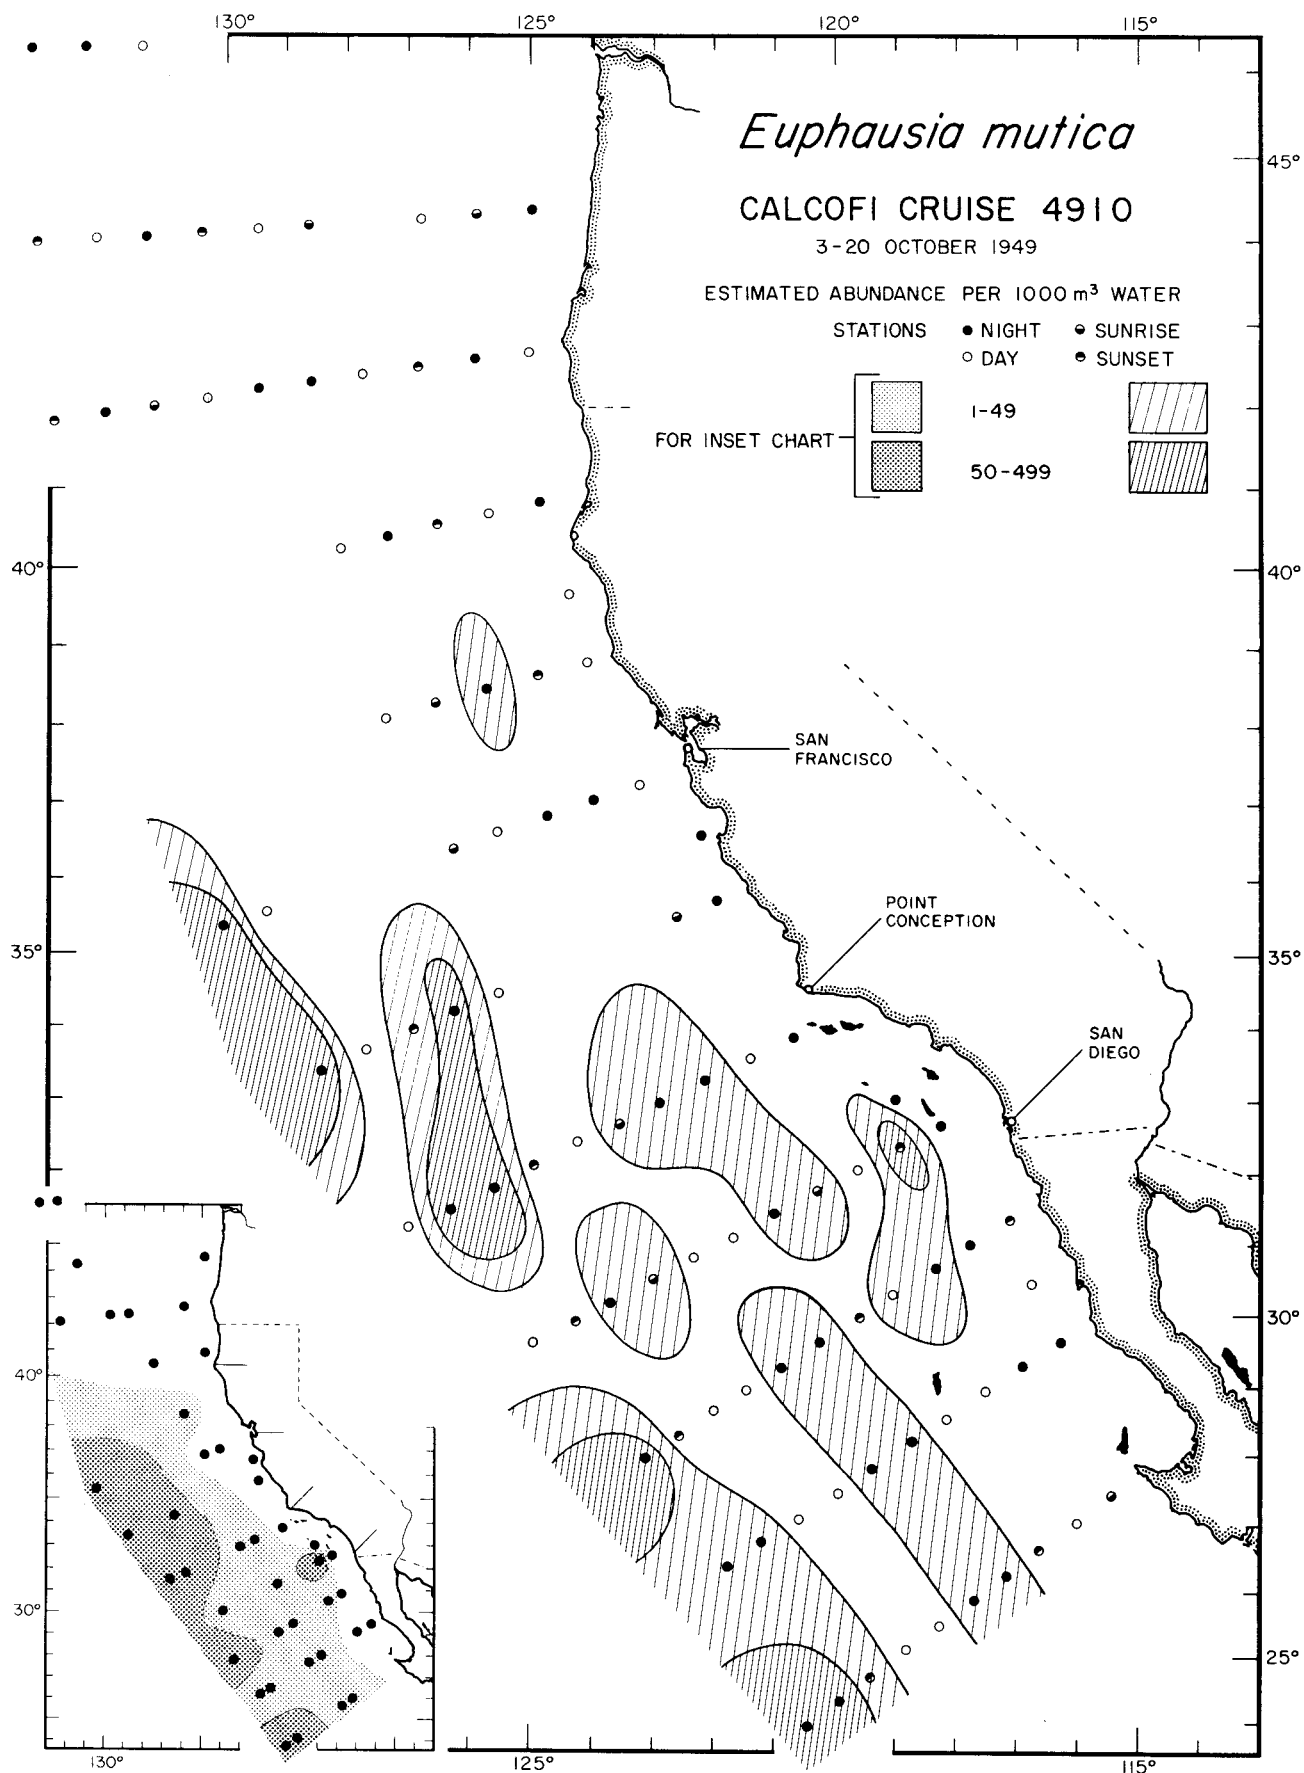 130° 125° 120° 115°
Euphausia mutica
45°
CALCOFI CRUISE 4910
3-20 OCTOBER 1949
ESTIMATED ABUNDANCE PER 1000 m³ WATER
STATIONS ● NIGHT ◒ SUNRISE
○ DAY ◓ SUNSET
1-49
FOR INSET CHART
50-499
40° 40°
SAN
FRANCISCO
POINT
CONCEPTION
35° 35°
SAN
DIEGO
30°
40°
30°
25°
130° 125° 115°